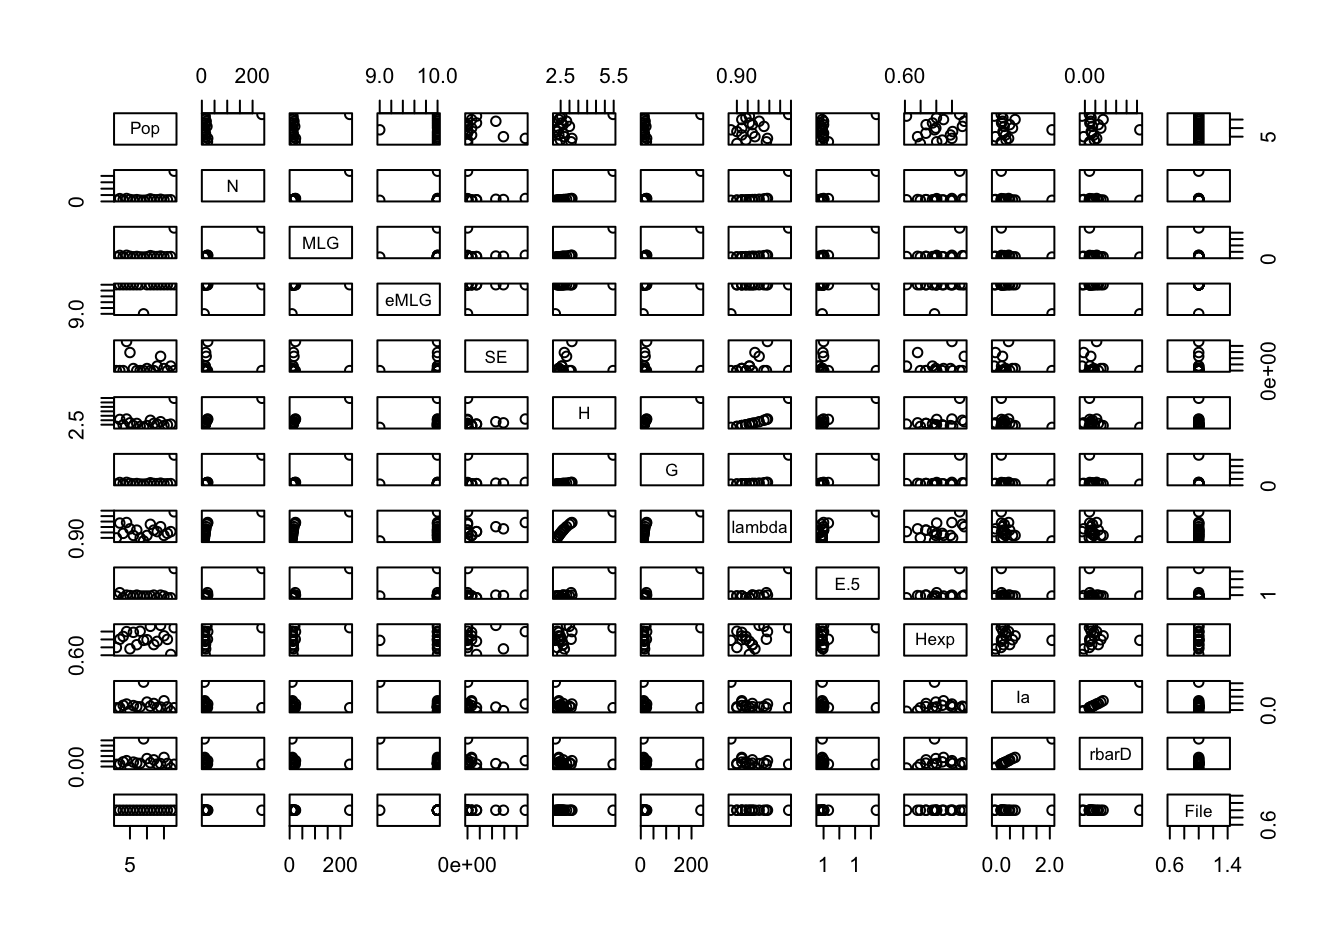 0 200 9.0 10.0 2.5 5.5 0.90 0.60 0.00
Pop 5
0 N
MLG 0
9.0 eMLG
SE 0e+00
2.5 H
G 0
0.90 lambda
E.5 1
0.60 Hexp
Ia 0.0
0.00 rbarD
File 0.6
5 0 200 0e+00 0 200 1 1 0.0 2.0 0.6 1.4